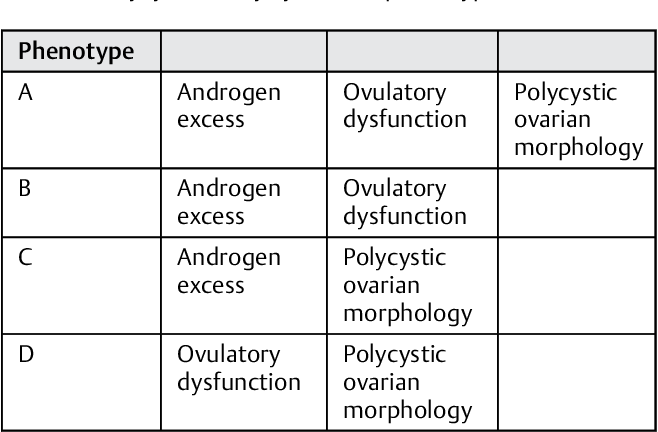 Phenotype
A
Androgen excess
Ovulatory dysfunction
Polycystic ovarian morphology
B
Androgen excess
Ovulatory dysfunction
C
Androgen excess
Polycystic ovarian morphology
D
Ovulatory dysfunction
Polycystic ovarian morphology